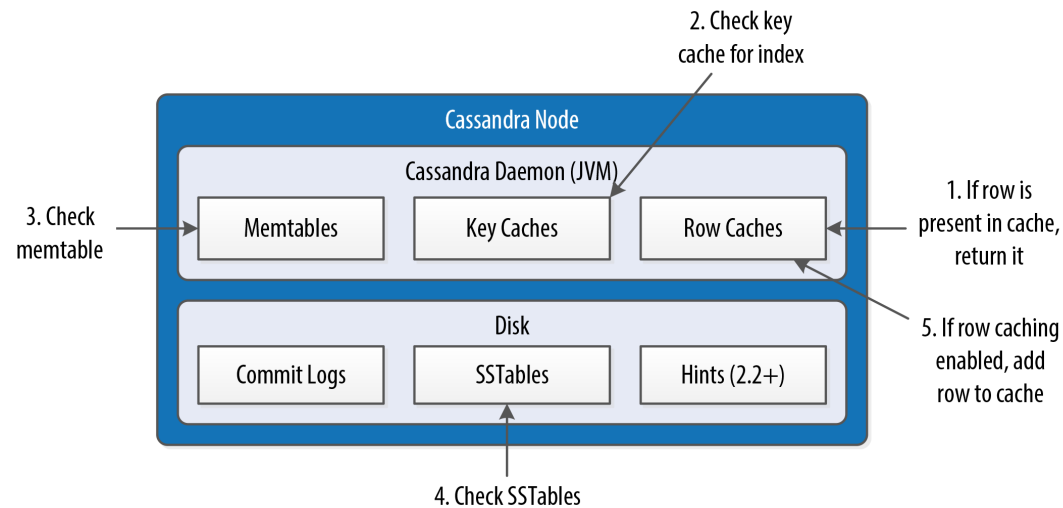 2. Check key
cache for index
Cassandra Node
Cassandra Daemon (JVM)
3. Check
memtable
Memtables
Key Caches
Row Caches
1. If row is
present in cache,
return it
Disk
Commit Logs
SSTables
Hints (2.2+)
5. If row caching
enabled, add
row to cache
4. Check SSTables